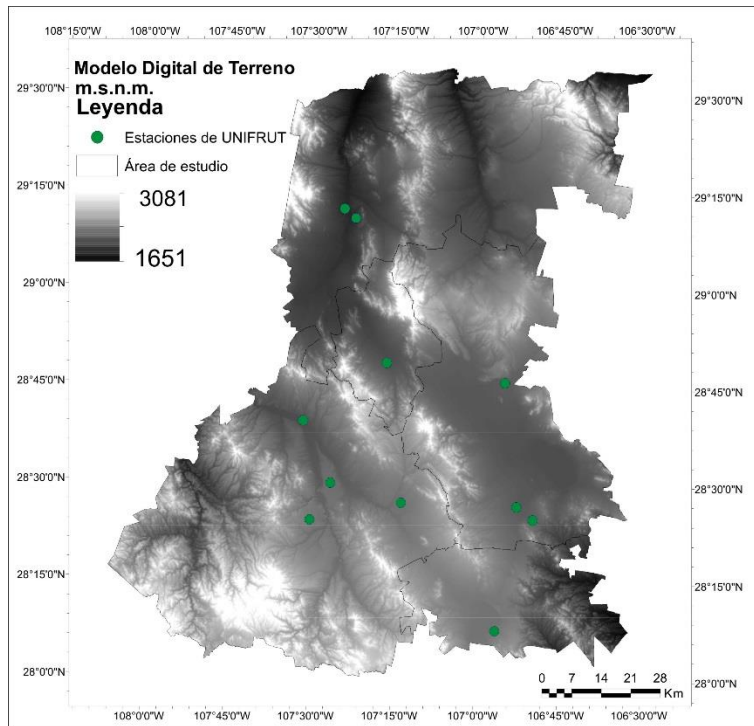 108°15'0"W 108°0'0"W 107°45'0"W 107°30'0"W 107°15'0"W 107°0'0"W 106°45'0"W 106°30'0"W
Modelo Digital de Terreno
m.s.n.m.
Leyenda
Estaciones de UNIFRUT
Área de estudio
3081
1651
29°30'0"N
29°15'0"N
29°0'0"N
28°45'0"N
28°30'0"N
28°15'0"N
28°0'0"N
29°30'0"N
29°15'0"N
29°0'0"N
28°45'0"N
28°30'0"N
28°15'0"N
28°0'0"N
0 7 14 21 28
Km
108°0'0"W 107°45'0"W 107°30'0"W 107°15'0"W 107°0'0"W 106°45'0"W 106°30'0"W